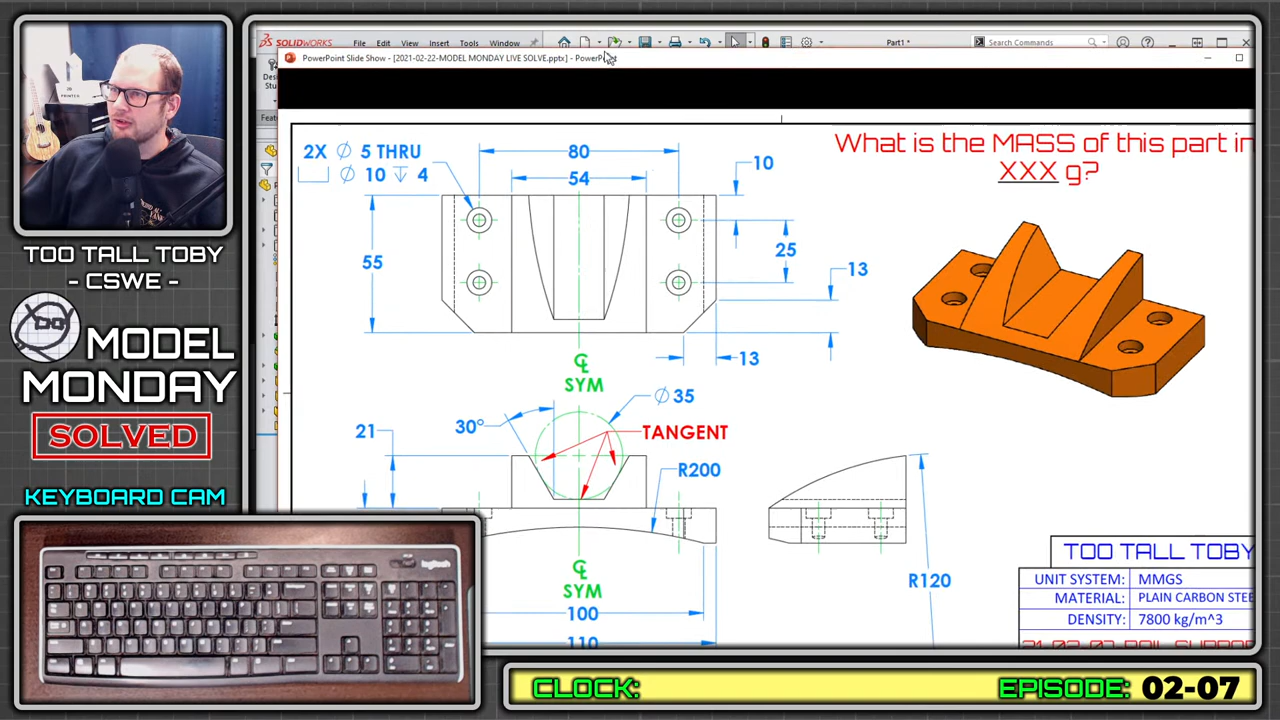 SOLIDWORKS File Edit View Insert Tools Window Part1* Search Commands
PowerPoint Slide Show - [2021-02-22-MODEL MONDAY LIVE SOLVE.pptx] - PowerPoint
TOO TALL TOBY
- CSWE -
MODEL
MONDAY
SOLVED
KEYBOARD CAM
What is the MASS of this part in
XXX g?
2X ∅ 5 THRU
⌴ ∅ 10 ↧ 4
80
54
10
55
25
13
13
℄
SYM
∅ 35
30°
TANGENT
21
R200
℄
SYM
100
110
R120
TOO TALL TOBY
UNIT SYSTEM: MMGS
MATERIAL: PLAIN CARBON STEE
DENSITY: 7800 kg/m^3
logitech
CLOCK:
EPISODE: 02-07